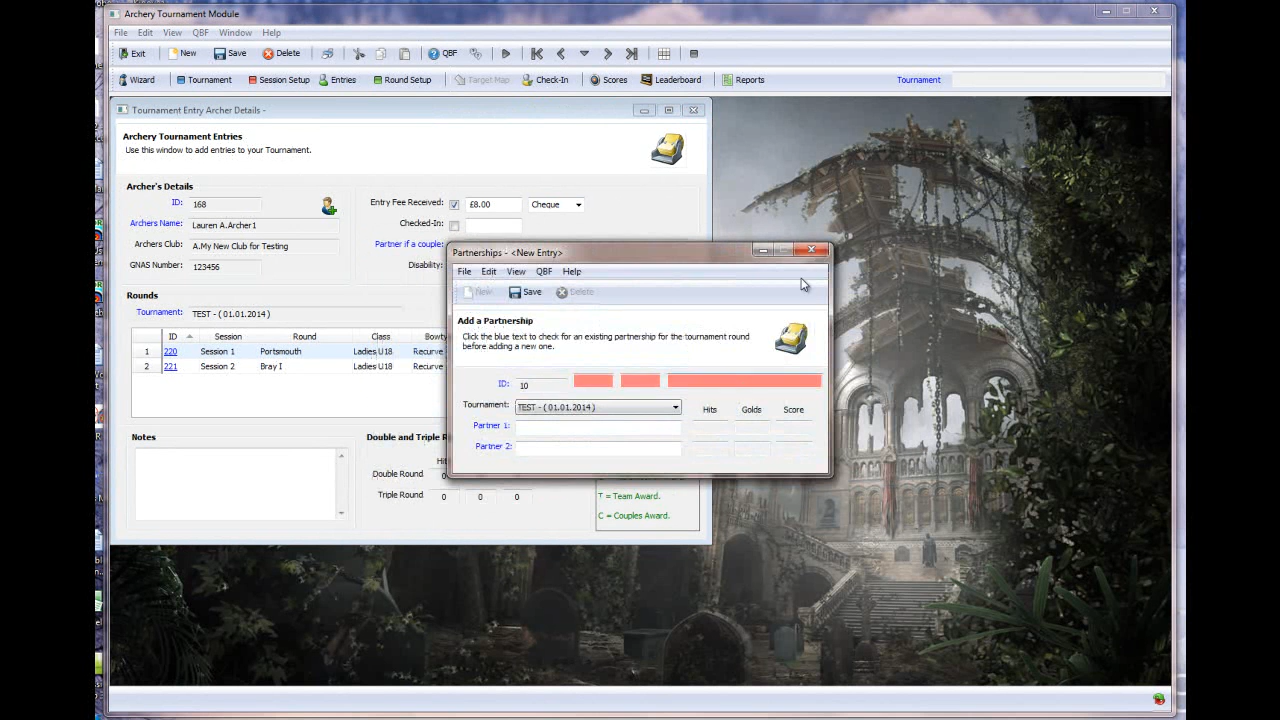 Archery Tournament Module
File Edit View QBF Window Help
Exit New Save Delete QBF
Wizard Tournament Session Setup Entries Round Setup Target Map Check-In Scores Leaderboard Reports Tournament
Tournament Entry Archer Details -
Archery Tournament Entries
Use this window to add entries to your Tournament.
Archer's Details
ID: 168
Entry Fee Received: £8.00 Cheque
Archers Name: Lauren A.Archer1
Checked-In:
Archers Club: A.My New Club for Testing
Partner if a couple:
GNAS Number: 123456
Disability:
Rounds
Tournament: TEST - ( 01.01.2014 )
ID Session Round Class Bowty
1 220 Session 1 Portsmouth Ladies U18 Recurve
2 221 Session 2 Bray I Ladies U18 Recurve
Notes
Double and Triple R
Double Round
Triple Round 0 0 0
T = Team Award.
C = Couples Award.
Partnerships - <New Entry>
File Edit View QBF Help
New Save Delete
Add a Partnership
Click the blue text to check for an existing partnership for the tournament round
before adding a new one.
ID: 10
Tournament: TEST - ( 01.01.2014 ) Hits Golds Score
Partner 1:
Partner 2: